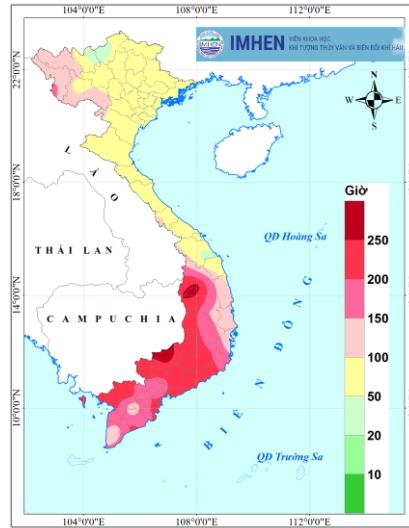 104°0'0"E 108°0'0"E 112°0'0"E
IMHEN
VIỆN KHOA HỌC
KHÍ TƯỢNG THỦY VĂN VÀ BIẾN ĐỔI KHÍ HẬU
22°0'0"N
N
W E
S
L À O
18°0'0"N
Giờ
QĐ Hoàng Sa
THÁI LAN
250
200
14°0'0"N
CAMPUCHIA
150
100
BIỂN ĐÔNG
50
10°0'0"N
20
QĐ Trường Sa
10
104°0'0"E 108°0'0"E 112°0'0"E